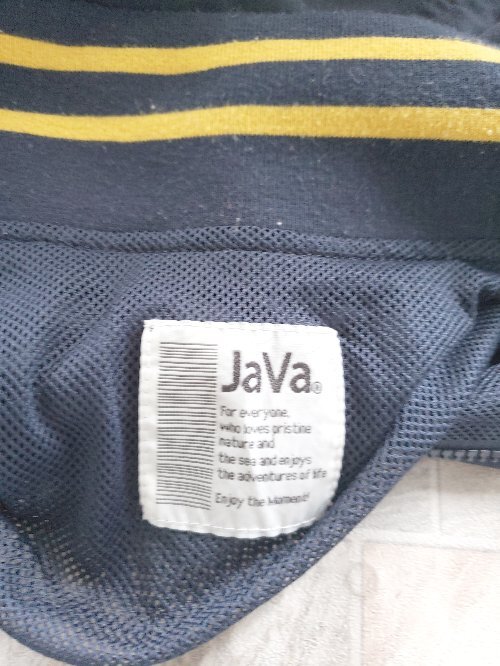 JaVa®
For everyone,
who loves pristine
nature and
the sea and enjoys
the adventures of life
Enjoy the Moment!